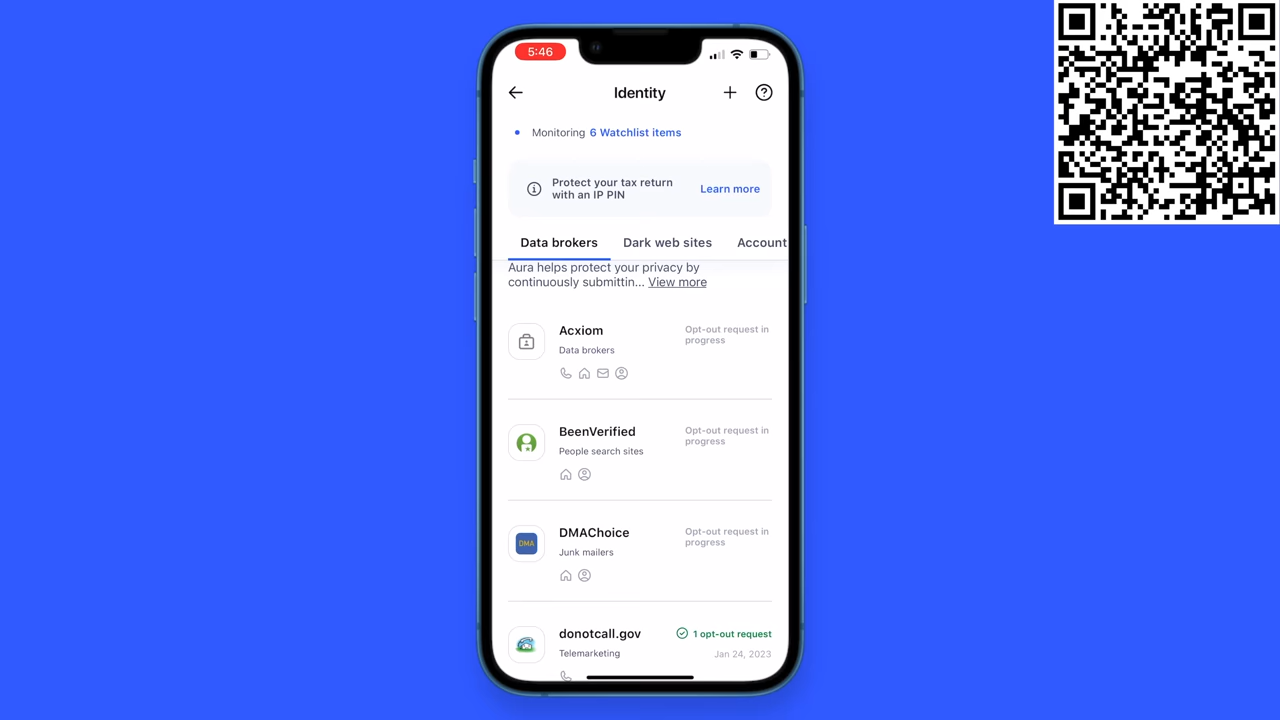 5:46
Identity
Monitoring 6 Watchlist items
Protect your tax return
with an IP PIN
Learn more
Data brokers
Dark web sites
Account
Aura helps protect your privacy by
continuously submittin... View more
Acxiom
Data brokers
Opt-out request in
progress
BeenVerified
People search sites
Opt-out request in
progress
DMA
DMAChoice
Junk mailers
Opt-out request in
progress
donotcall.gov
Telemarketing
1 opt-out request
Jan 24, 2023